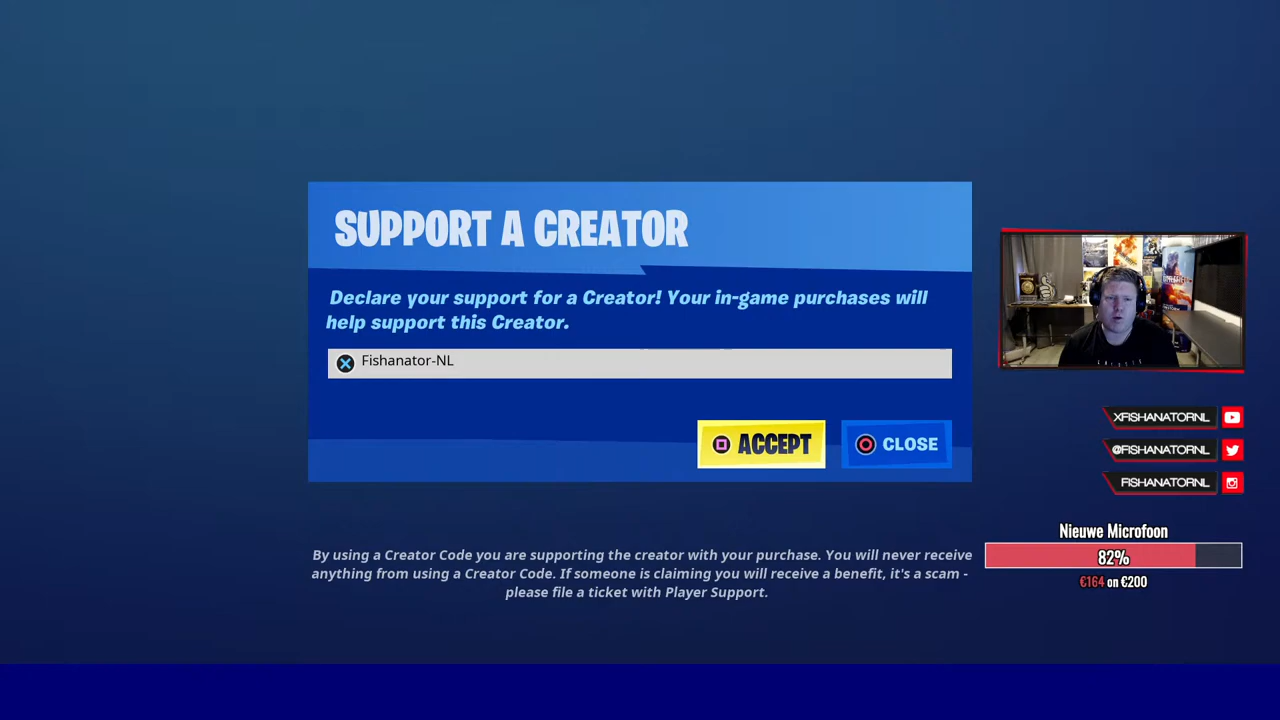 SUPPORT A CREATOR
Declare your support for a Creator! Your in-game purchases will
help support this Creator.
Fishanator-NL
ACCEPT
CLOSE
By using a Creator Code you are supporting the creator with your purchase. You will never receive
anything from using a Creator Code. If someone is claiming you will receive a benefit, it's a scam -
please file a ticket with Player Support.
XFISHANATORNL
@FISHANATORNL
FISHANATORNL
Nieuwe Microfoon
82%
€164 on €200